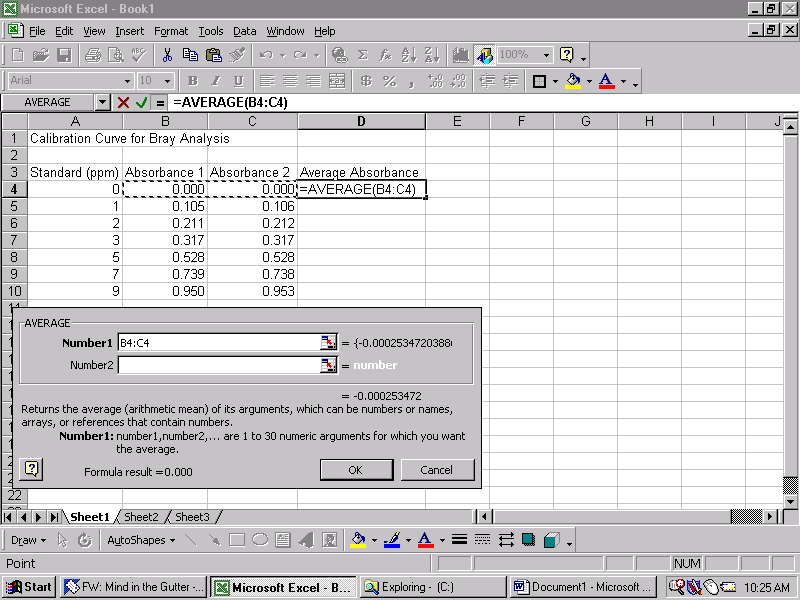 Microsoft Excel - Book1
File Edit View Insert Format Tools Data Window Help
100%
Arial 10 B I U $ % ,
AVERAGE =AVERAGE(B4:C4)
A B C D E F G H I J
1 Calibration Curve for Bray Analysis
2
3 Standard (ppm) Absorbance 1 Absorbance 2 Average Absorbance
4 0 0.000 0.000 =AVERAGE(B4:C4)
5 1 0.105 0.106
6 2 0.211 0.212
7 3 0.317 0.317
8 5 0.528 0.528
9 7 0.739 0.738
10 9 0.950 0.953
AVERAGE
Number1 B4:C4 = {-0.000253472038
Number2 = number
= -0.000253472
Returns the average (arithmetic mean) of its arguments, which can be numbers or names,
arrays, or references that contain numbers.
Number1: number1,number2,... are 1 to 30 numeric arguments for which you want
the average.
Formula result =0.000
OK Cancel
22
Sheet1 Sheet2 Sheet3
Draw AutoShapes
Point NUM
Start FW: Mind in the Gutter -... Microsoft Excel - B... Exploring - (C:) Document1 - Microsoft ... 10:25 AM